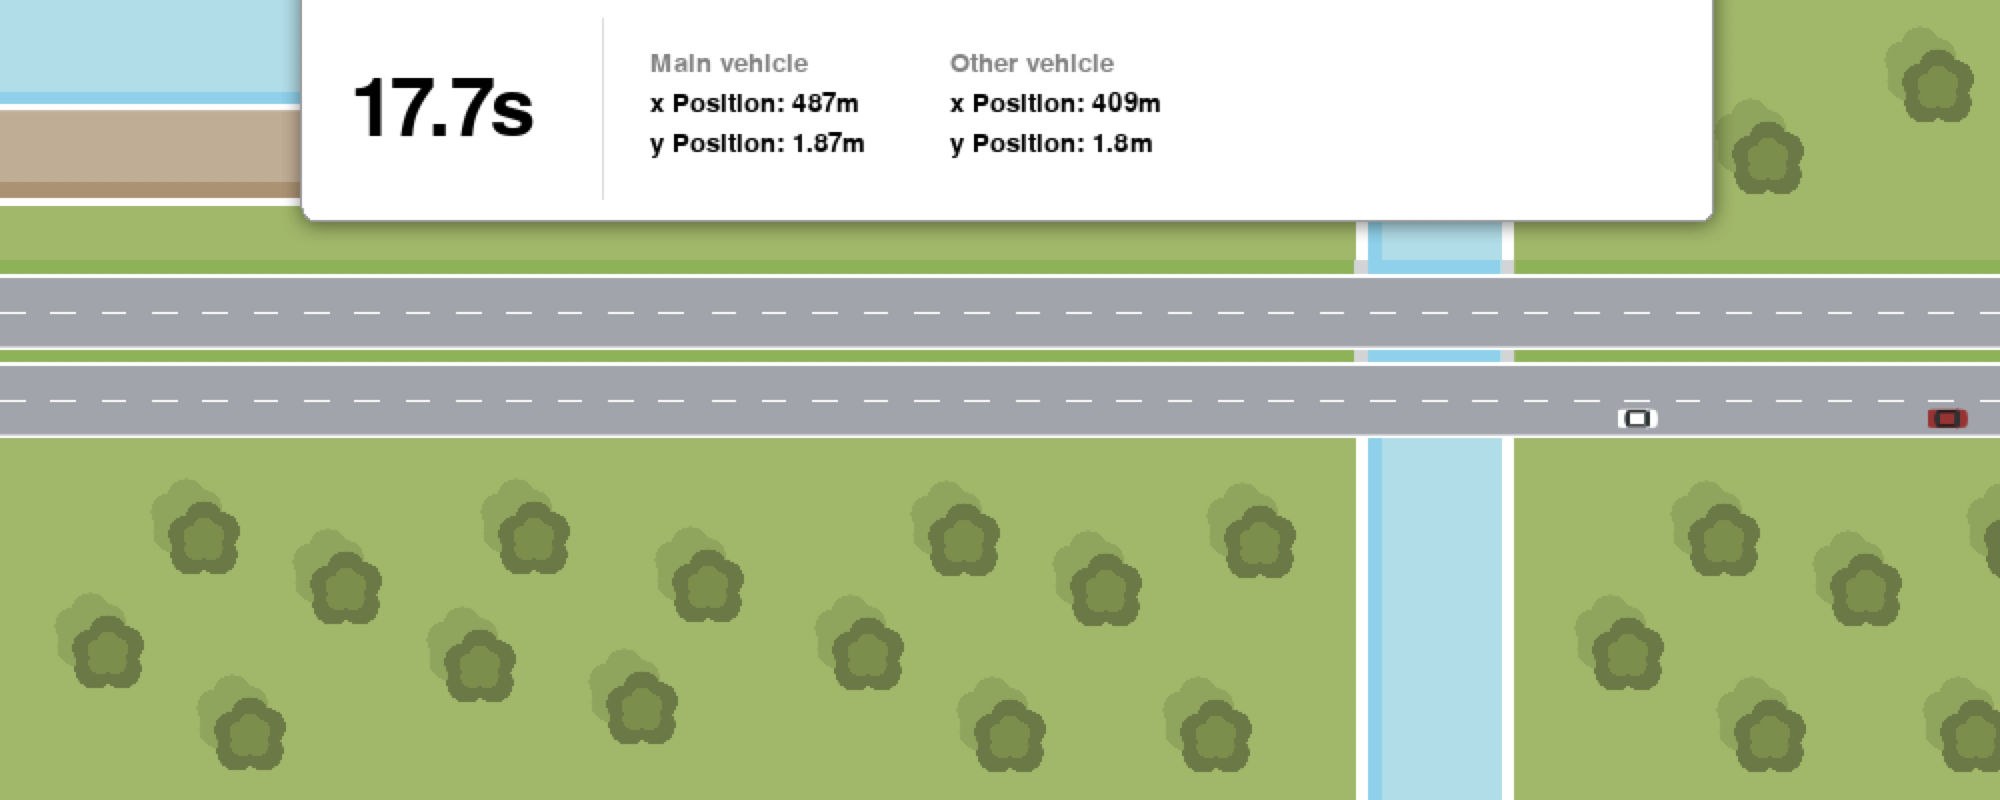 17.7s
Main vehicle
x Position: 487m
y Position: 1.87m
Other vehicle
x Position: 409m
y Position: 1.8m